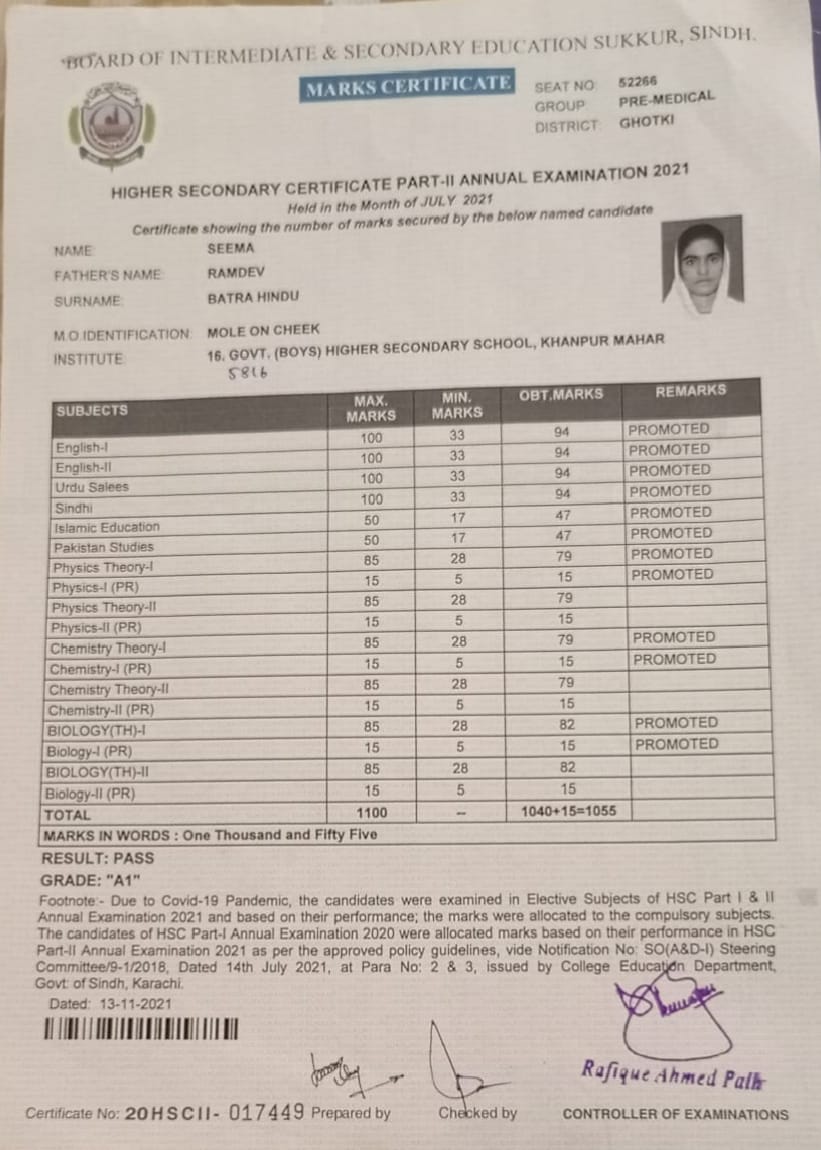 BOARD OF INTERMEDIATE & SECONDARY EDUCATION SUKKUR, SINDH.
MARKS CERTIFICATE
SEAT NO: 52266
GROUP: PRE-MEDICAL
DISTRICT: GHOTKI
HIGHER SECONDARY CERTIFICATE PART-II ANNUAL EXAMINATION 2021
Held in the Month of JULY 2021
Certificate showing the number of marks secured by the below named candidate
NAME: SEEMA
FATHER'S NAME: RAMDEV
SURNAME: BATRA HINDU
M.O.IDENTIFICATION: MOLE ON CHEEK
INSTITUTE: 16, GOVT. (BOYS) HIGHER SECONDARY SCHOOL, KHANPUR MAHAR
5816
SUBJECTS MAX. MARKS MIN. MARKS OBT.MARKS REMARKS
English-I 100 33 94 PROMOTED
English-II 100 33 94 PROMOTED
Urdu Salees 100 33 94 PROMOTED
Sindhi 100 33 94 PROMOTED
Islamic Education 50 17 47 PROMOTED
Pakistan Studies 50 17 47 PROMOTED
Physics Theory-I 85 28 79 PROMOTED
Physics-I (PR) 15 5 15 PROMOTED
Physics Theory-II 85 28 79
Physics-II (PR) 15 5 15
Chemistry Theory-I 85 28 79 PROMOTED
Chemistry-I (PR) 15 5 15 PROMOTED
Chemistry Theory-II 85 28 79
Chemistry-II (PR) 15 5 15
BIOLOGY(TH)-I 85 28 82 PROMOTED
Biology-I (PR) 15 5 15 PROMOTED
BIOLOGY(TH)-II 85 28 82
Biology-II (PR) 15 5 15
TOTAL 1100 -- 1040+15=1055
MARKS IN WORDS : One Thousand and Fifty Five
RESULT: PASS
GRADE: "A1"
Footnote:- Due to Covid-19 Pandemic, the candidates were examined in Elective Subjects of HSC Part I & II
Annual Examination 2021 and based on their performance; the marks were allocated to the compulsory subjects.
The candidates of HSC Part-I Annual Examination 2020 were allocated marks based on their performance in HSC
Part-II Annual Examination 2021 as per the approved policy guidelines, vide Notification No: SO(A&D-I) Steering
Committee/9-1/2018, Dated 14th July 2021, at Para No: 2 & 3, issued by College Education Department,
Govt: of Sindh, Karachi.
Dated: 13-11-2021
Rafique Ahmed Palh
Certificate No: 20HSCII- 017449 Prepared by Checked by CONTROLLER OF EXAMINATIONS